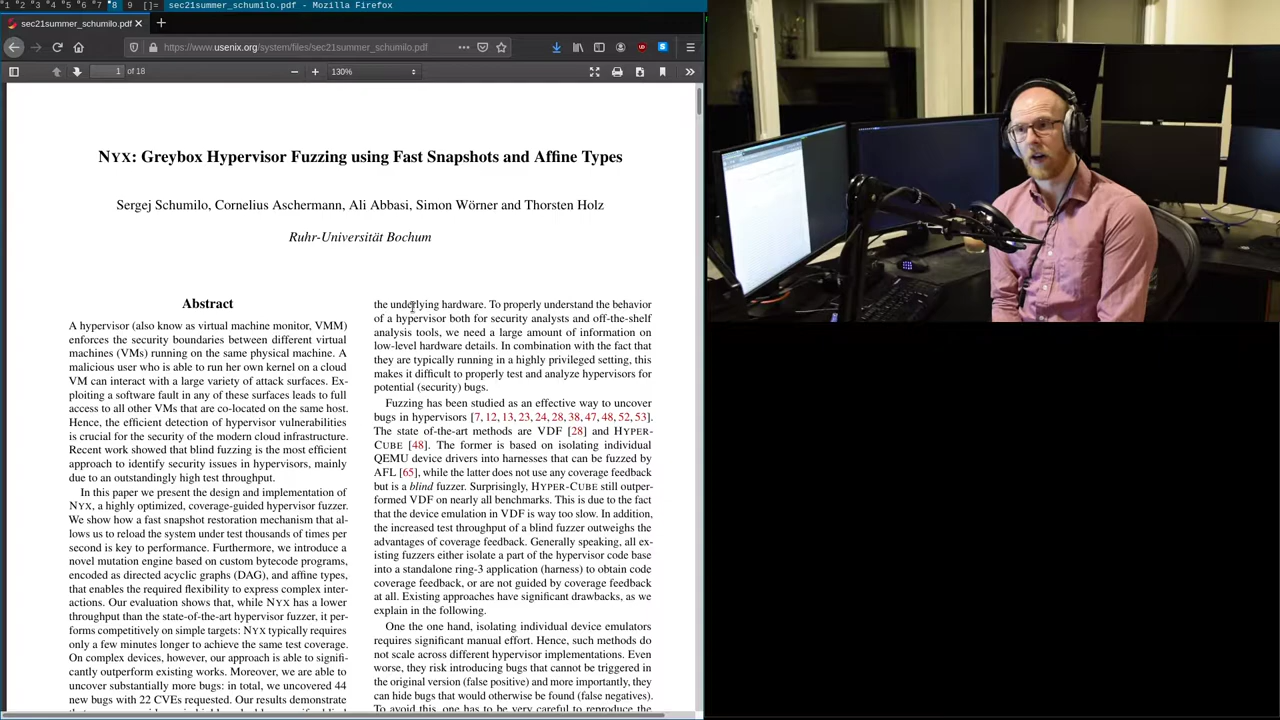 1 2 3 4 5 6 7 8 9 []= sec21summer_schumilo.pdf - Mozilla Firefox
sec21summer_schumilo.pdf
https://www.usenix.org/system/files/sec21summer_schumilo.pdf
1 of 18
130%
NYX: Greybox Hypervisor Fuzzing using Fast Snapshots and Affine Types
Sergej Schumilo, Cornelius Aschermann, Ali Abbasi, Simon Wörner and Thorsten Holz
Ruhr-Universität Bochum
Abstract
A hypervisor (also know as virtual machine monitor, VMM)
enforces the security boundaries between different virtual
machines (VMs) running on the same physical machine. A
malicious user who is able to run her own kernel on a cloud
VM can interact with a large variety of attack surfaces. Ex-
ploiting a software fault in any of these surfaces leads to full
access to all other VMs that are co-located on the same host.
Hence, the efficient detection of hypervisor vulnerabilities
is crucial for the security of the modern cloud infrastructure.
Recent work showed that blind fuzzing is the most efficient
approach to identify security issues in hypervisors, mainly
due to an outstandingly high test throughput.
In this paper we present the design and implementation of
NYX, a highly optimized, coverage-guided hypervisor fuzzer.
We show how a fast snapshot restoration mechanism that al-
lows us to reload the system under test thousands of times per
second is key to performance. Furthermore, we introduce a
novel mutation engine based on custom bytecode programs,
encoded as directed acyclic graphs (DAG), and affine types,
that enables the required flexibility to express complex inter-
actions. Our evaluation shows that, while NYX has a lower
throughput than the state-of-the-art hypervisor fuzzer, it per-
forms competitively on simple targets: NYX typically requires
only a few minutes longer to achieve the same test coverage.
On complex devices, however, our approach is able to signifi-
cantly outperform existing works. Moreover, we are able to
uncover substantially more bugs: in total, we uncovered 44
new bugs with 22 CVEs requested. Our results demonstrate
the underlying hardware. To properly understand the behavior
of a hypervisor both for security analysts and off-the-shelf
analysis tools, we need a large amount of information on
low-level hardware details. In combination with the fact that
they are typically running in a highly privileged setting, this
makes it difficult to properly test and analyze hypervisors for
potential (security) bugs.
Fuzzing has been studied as an effective way to uncover
bugs in hypervisors [7, 12, 13, 23, 24, 28, 38, 47, 48, 52, 53].
The state of-the-art methods are VDF [28] and HYPER-
CUBE [48]. The former is based on isolating individual
QEMU device drivers into harnesses that can be fuzzed by
AFL [65], while the latter does not use any coverage feedback
but is a blind fuzzer. Surprisingly, HYPER-CUBE still outper-
formed VDF on nearly all benchmarks. This is due to the fact
that the device emulation in VDF is way too slow. In addition,
the increased test throughput of a blind fuzzer outweighs the
advantages of coverage feedback. Generally speaking, all ex-
isting fuzzers either isolate a part of the hypervisor code base
into a standalone ring-3 application (harness) to obtain code
coverage feedback, or are not guided by coverage feedback
at all. Existing approaches have significant drawbacks, as we
explain in the following.
One the one hand, isolating individual device emulators
requires significant manual effort. Hence, such methods do
not scale across different hypervisor implementations. Even
worse, they risk introducing bugs that cannot be triggered in
the original version (false positive) and more importantly, they
can hide bugs that would otherwise be found (false negatives).
To avoid this, one has to be very careful to reproduce the